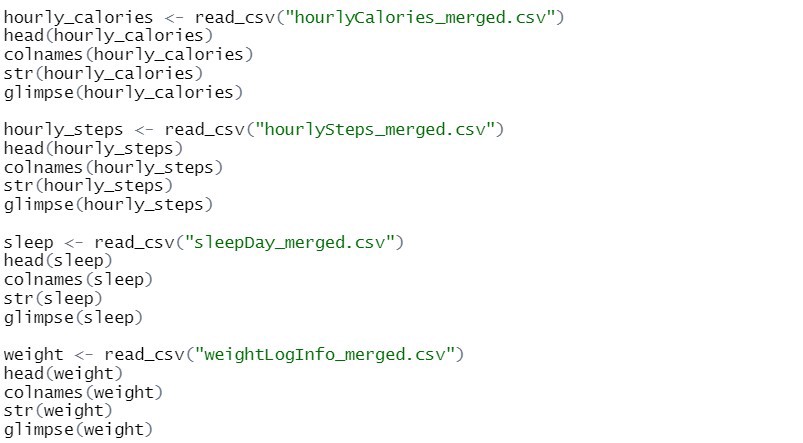 hourly_calories <- read_csv("hourlyCalories_merged.csv")
head(hourly_calories)
colnames(hourly_calories)
str(hourly_calories)
glimpse(hourly_calories)
hourly_steps <- read_csv("hourlySteps_merged.csv")
head(hourly_steps)
colnames(hourly_steps)
str(hourly_steps)
glimpse(hourly_steps)
sleep <- read_csv("sleepDay_merged.csv")
head(sleep)
colnames(sleep)
str(sleep)
glimpse(sleep)
weight <- read_csv("weightLogInfo_merged.csv")
head(weight)
colnames(weight)
str(weight)
glimpse(weight)